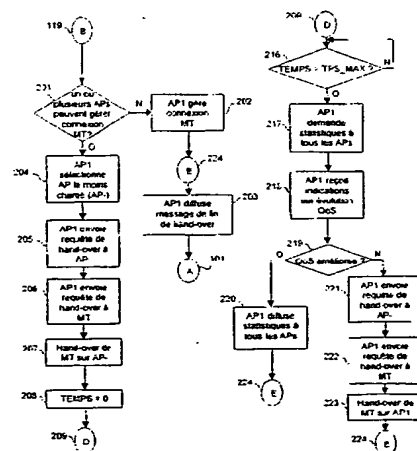 119
B
201
un ou
plusieurs APs
peuvent gérer
connexion
MT?
N
O
AP1 gère
connexion
MT
202
224
E
AP1 diffuse
message de fin
de hand-over
203
A
101
204
AP1
sélectionne
AP le moins
chargé (AP-)
205
AP1 envoie
requête de
hand-over à
AP-
206
AP1 envoie
requête de
hand-over à
MT
207
Hand-over de
MT sur AP-
208
TEMPS = 0
209
D
209
D
216
TEMPS = TPS_MAX ?
N
O
217
AP1
demande
statistiques à
tous les APs
218
AP1 reçoit
indications
sur évolution
QoS
219
QoS améliorée ?
O
N
220
AP1 diffuse
statistiques à
tous les APs
224
E
221
AP1 envoie
requête de
hand-over à
AP-
222
AP1 envoie
requête de
hand-over à
MT
223
Hand-over de
MT sur AP1
224
E